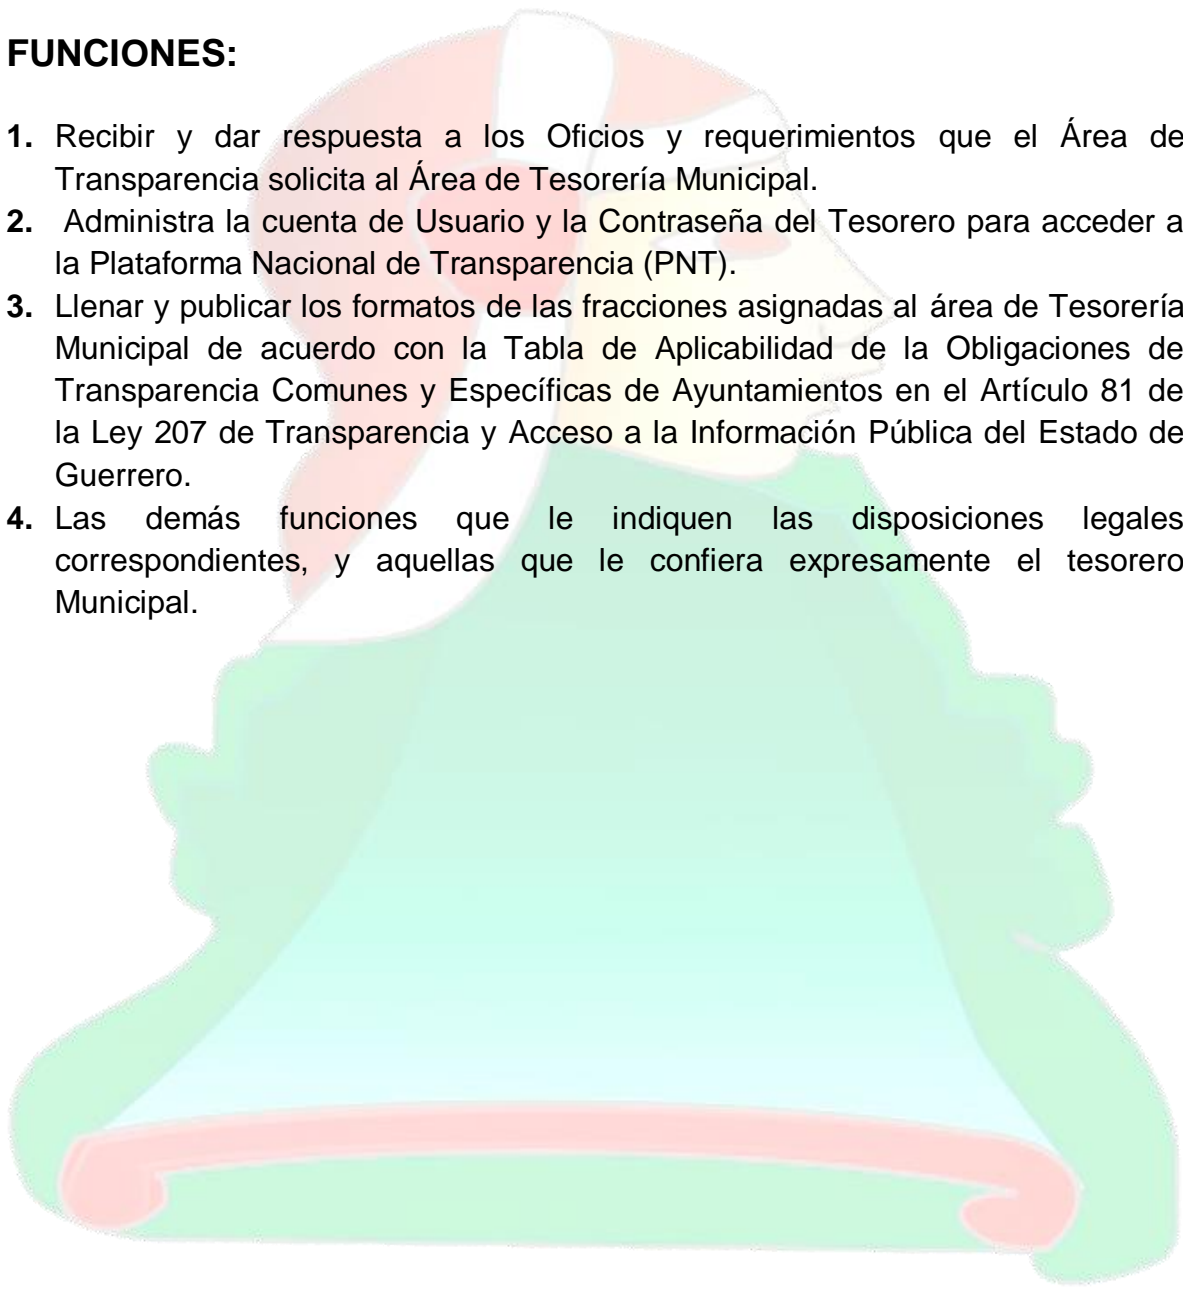 FUNCIONES:
1. Recibir y dar respuesta a los Oficios y requerimientos que el Área de
Transparencia solicita al Área de Tesorería Municipal.
2. Administra la cuenta de Usuario y la Contraseña del Tesorero para acceder a
la Plataforma Nacional de Transparencia (PNT).
3. Llenar y publicar los formatos de las fracciones asignadas al área de Tesorería
Municipal de acuerdo con la Tabla de Aplicabilidad de la Obligaciones de
Transparencia Comunes y Específicas de Ayuntamientos en el Artículo 81 de
la Ley 207 de Transparencia y Acceso a la Información Pública del Estado de
Guerrero.
4. Las demás funciones que le indiquen las disposiciones legales
correspondientes, y aquellas que le confiera expresamente el tesorero
Municipal.